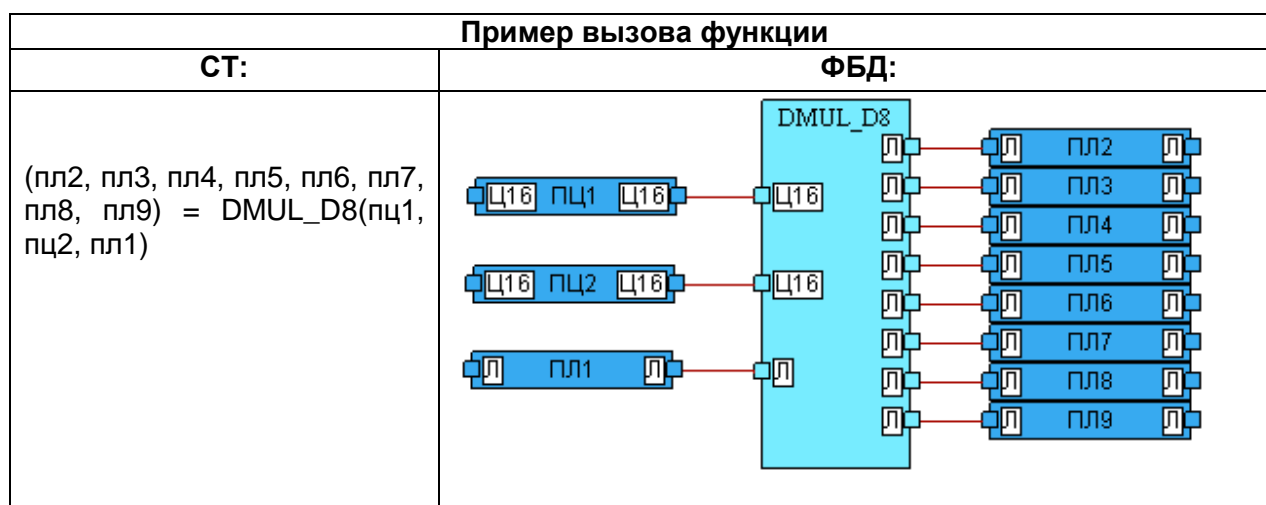 Пример вызова функции
СТ:
ФБД:
(пл2, пл3, пл4, пл5, пл6, пл7,
пл8, пл9) = DMUL_D8(пц1,
пц2, пл1)
DMUL_D8
Л Л ПЛ2 Л
Л Л ПЛ3 Л
Ц16 ПЦ1 Ц16 Ц16
Л Л ПЛ4 Л
Л Л ПЛ5 Л
Ц16 ПЦ2 Ц16 Ц16
Л Л ПЛ6 Л
Л Л ПЛ7 Л
Л ПЛ1 Л Л
Л Л ПЛ8 Л
Л Л ПЛ9 Л